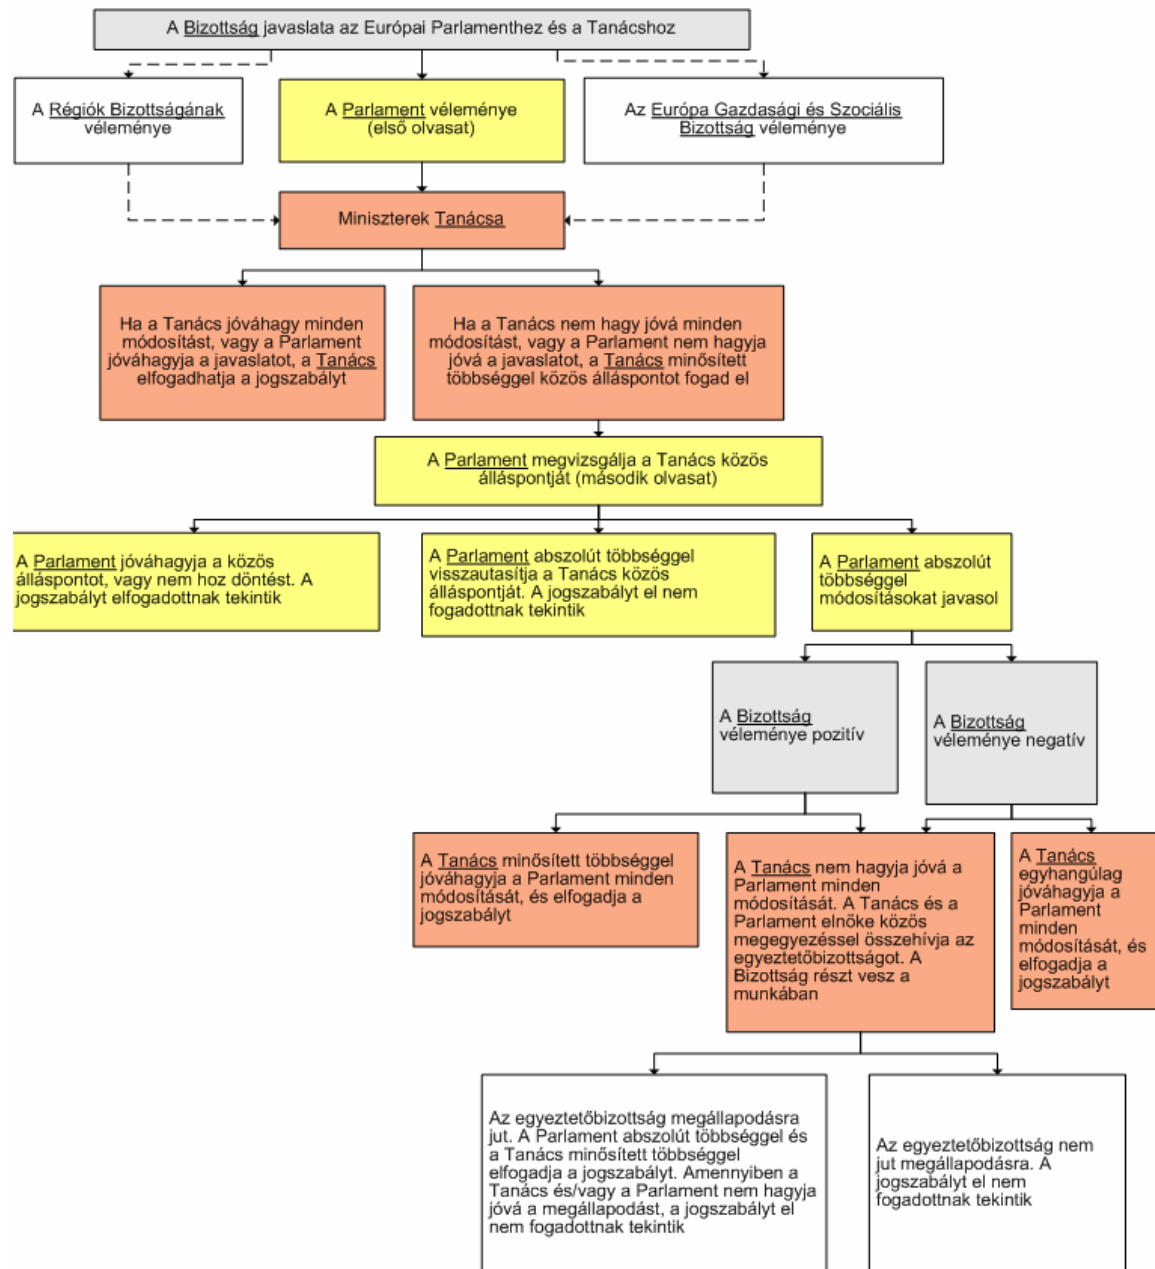 A Bizottság javaslata az Európai Parlamenthez és a Tanácshoz
A Régiók Bizottságának
véleménye
A Parlament véleménye
(első olvasat)
Az Európa Gazdasági és Szociális
Bizottság véleménye
Miniszterek Tanácsa
Ha a Tanács jóváhagy minden
módosítást, vagy a Parlament
jóváhagyja a javaslatot, a Tanács
elfogadhatja a jogszabályt
Ha a Tanács nem hagy jóvá minden
módosítást, vagy a Parlament nem hagyja
jóvá a javaslatot, a Tanács minősített
többséggel közös álláspontot fogad el
A Parlament megvizsgálja a Tanács közös
álláspontját (második olvasat)
A Parlament jóváhagyja a közös
álláspontot, vagy nem hoz döntést. A
jogszabályt elfogadottnak tekintik
A Parlament abszolút többséggel
visszautasítja a Tanács közös
álláspontját. A jogszabályt el nem
fogadottnak tekintik
A Parlament abszolút
többséggel
módosításokat javasol
A Bizottság
véleménye pozitív
A Bizottság
véleménye negatív
A Tanács minősített többséggel
jóváhagyja a Parlament minden
módosítását, és elfogadja a
jogszabályt
A Tanács nem hagyja jóvá a
Parlament minden
módosítását. A Tanács és a
Parlament elnöke közös
megegyezéssel összehívja az
egyeztetőbizottságot. A
Bizottság részt vesz a
munkában
A Tanács
egyhangúlag
jóváhagyja a
Parlament
minden
módosítását, és
elfogadja a
jogszabályt
Az egyeztetőbizottság megállapodásra
jut. A Parlament abszolút többséggel és
a Tanács minősített többséggel
elfogadja a jogszabályt. Amennyiben a
Tanács és/vagy a Parlament nem hagyja
jóvá a megállapodást, a jogszabályt el
nem fogadottnak tekintik
Az egyeztetőbizottság nem
jut megállapodásra. A
jogszabályt el nem
fogadottnak tekintik